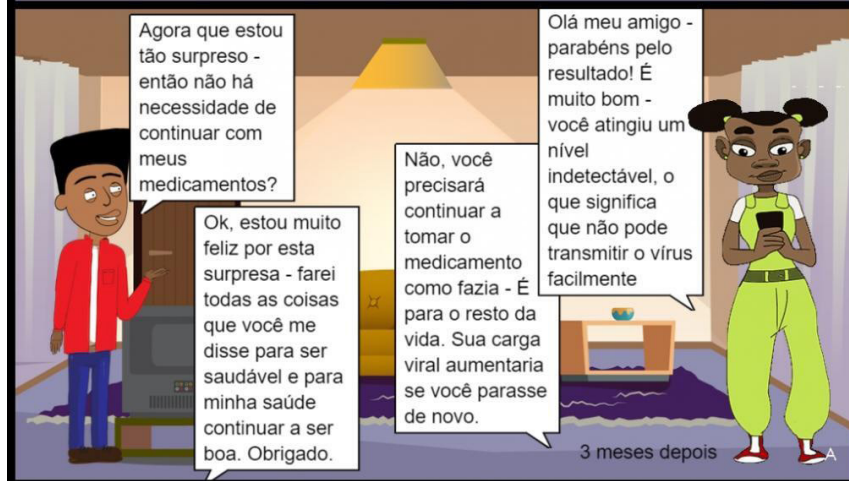 Olá meu amigo -
parabéns pelo
resultado! É
muito bom -
você atingiu um
nível
indetectável, o
que significa
que não pode
transmitir o vírus
facilmente
Agora que estou
tão surpreso -
então não há
necessidade de
continuar com
meus
medicamentos?
Não, você
precisará
continuar a
tomar o
medicamento
como fazia - É
para o resto da
vida. Sua carga
viral aumentaria
se você parasse
de novo.
Ok, estou muito
feliz por esta
surpresa - farei
todas as coisas
que você me
disse para ser
saudável e para
minha saúde
continuar a ser
boa. Obrigado.
3 meses depois
A